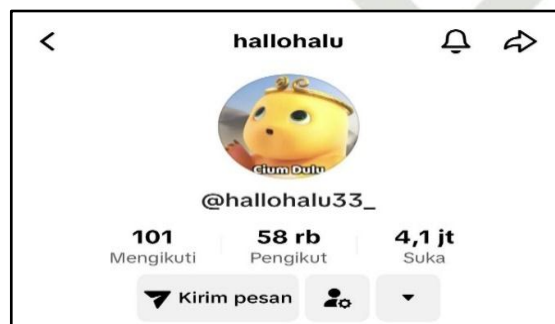 hallohalu
Cium Dulu
@hallohalu33_
101 58 rb 4,1 jt
Mengikuti Pengikut Suka
Kirim pesan